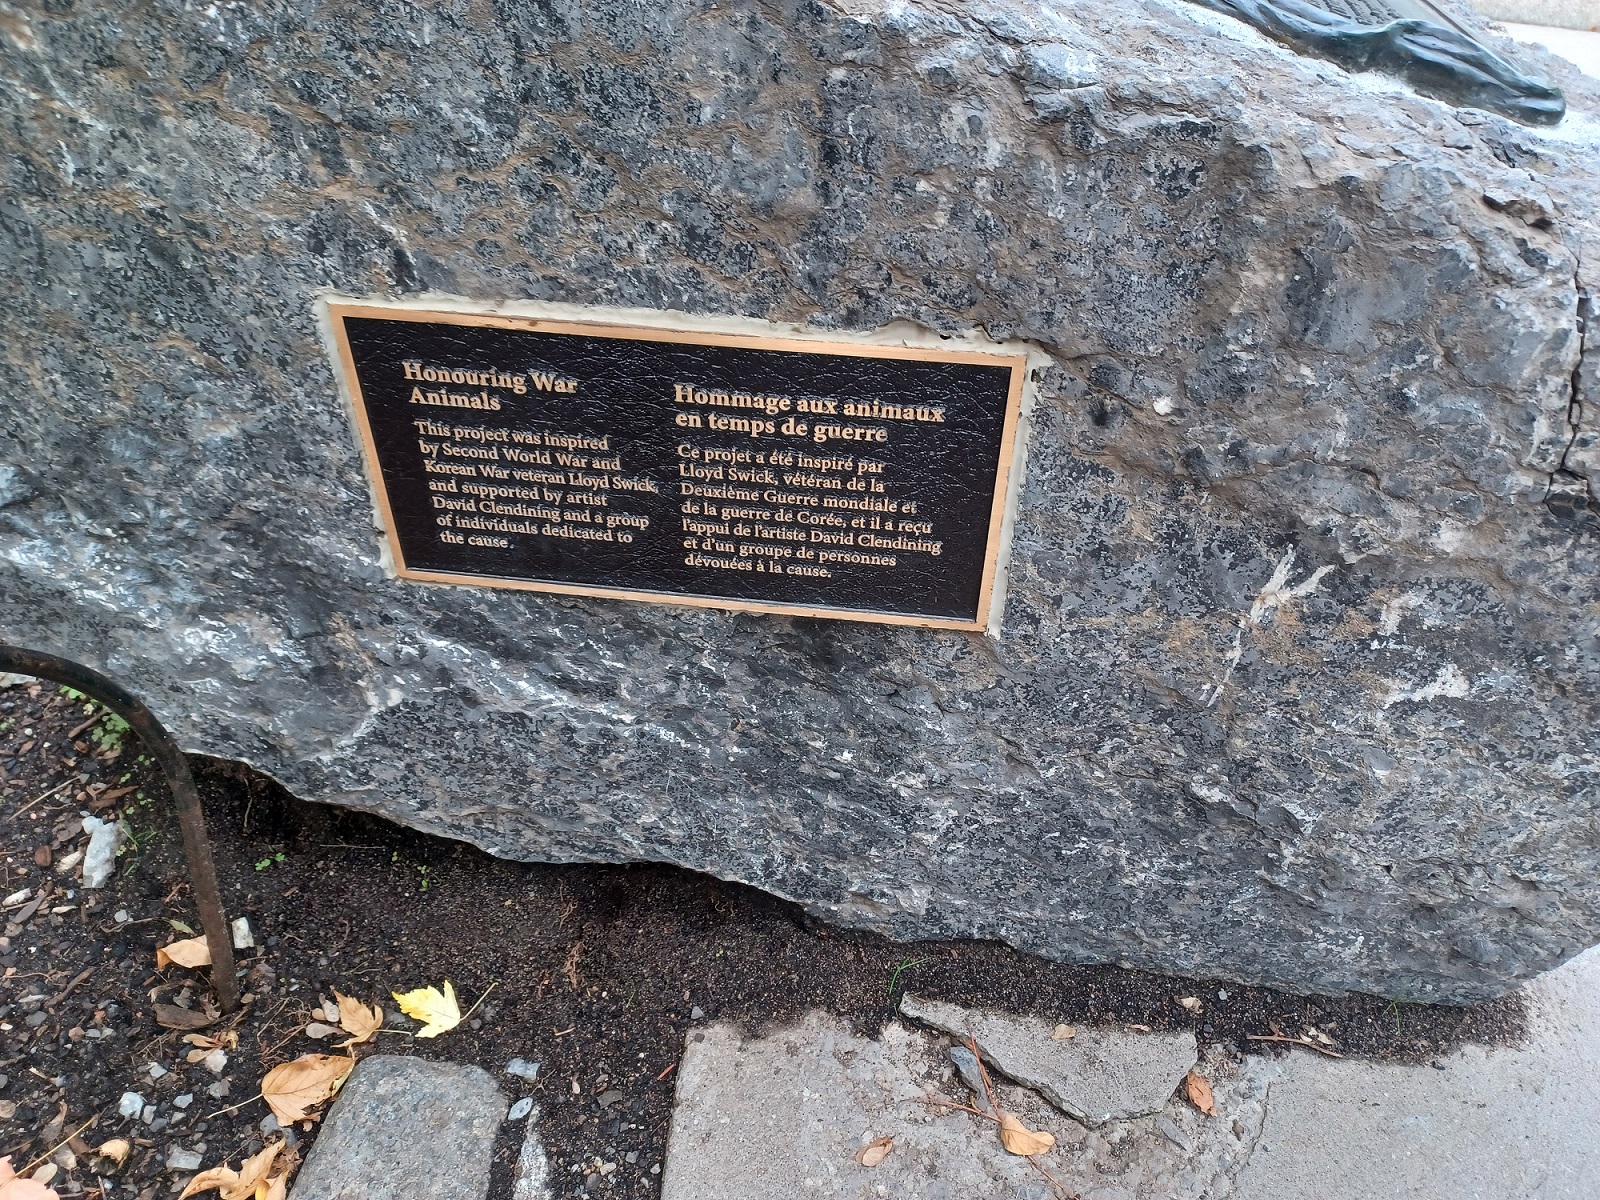 Honouring War
Animals
This project was inspired
by Second World War and
Korean War veteran Lloyd Swick,
and supported by artist
David Clendining and a group
of individuals dedicated to
the cause.
Hommage aux animaux
en temps de guerre
Ce projet a été inspiré par
Lloyd Swick, vétéran de la
Deuxième Guerre mondiale et
de la guerre de Corée, et il a reçu
l'appui de l'artiste David Clendining
et d'un groupe de personnes
dévouées à la cause.